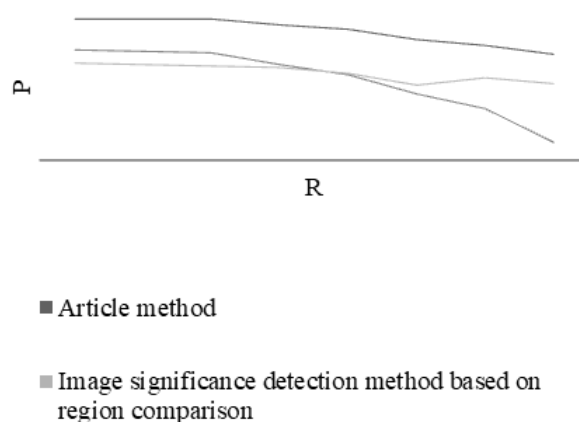 P
R
Article method
Image significance detection method based on
region comparison